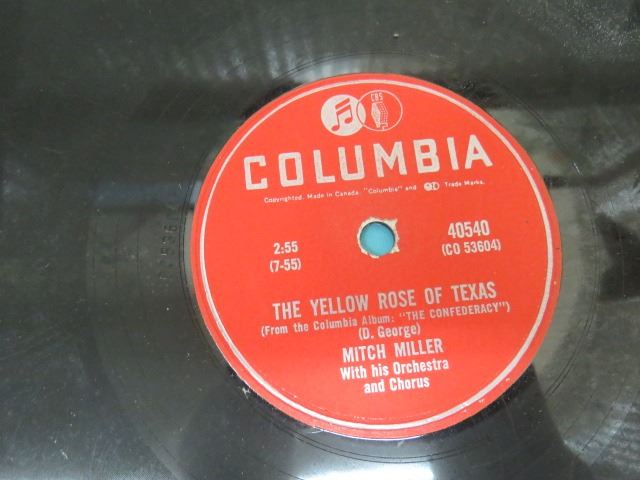 CBS
COLUMBIA
Copyrighted. Made in Canada. "Columbia" and Trade Marks.
2:55
(7-55)
40540
(CO 53604)
THE YELLOW ROSE OF TEXAS
(From the Columbia Album: "THE CONFEDERACY")
(D. George)
MITCH MILLER
With his Orchestra
and Chorus